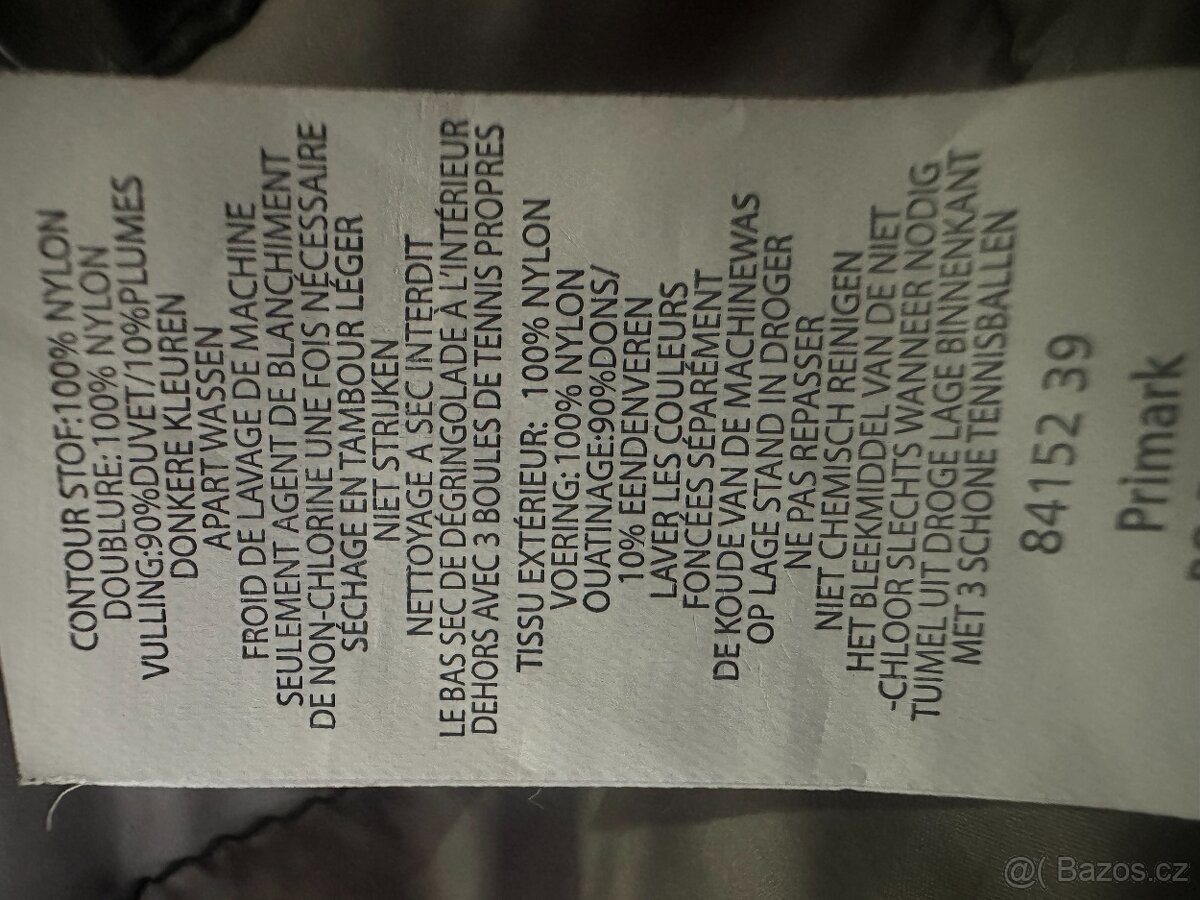 CONTOUR STOF:100% NYLON
DOUBLURE: 100% NYLON
VULLING:90%DUVET/10%PLUMES
DONKERE KLEUREN
APART WASSEN
FROID DE LAVAGE DE MACHINE
SEULEMENT AGENT DE BLANCHIMENT
DE NON-CHLORINE UNE FOIS NÉCESSAIRE
SÉCHAGE EN TAMBOUR LÉGER
NIET STRIJKEN
NETTOYAGE A SEC INTERDIT
LE BAS SEC DE DÉGRINGOLADE À L'INTÉRIEUR
DEHORS AVEC 3 BOULES DE TENNIS PROPRES
TISSU EXTÉRIEUR: 100% NYLON
VOERING: 100% NYLON
OUATINAGE:90%DONS/
10% EENDENVEREN
LAVER LES COULEURS
FONCÉES SÉPARÉMENT
DE KOUDE VAN DE MACHINEWAS
OP LAGE STAND IN DROGER
NE PAS REPASSER
NIET CHEMISCH REINIGEN
HET BLEEKMIDDEL VAN DE NIET
-CHLOOR SLECHTS WANNEER NODIG
TUIMEL UIT DROGE LAGE BINNENKANT
MET 3 SCHONE TENNISBALLEN
84152 39
Primark
@( Bazos.cz